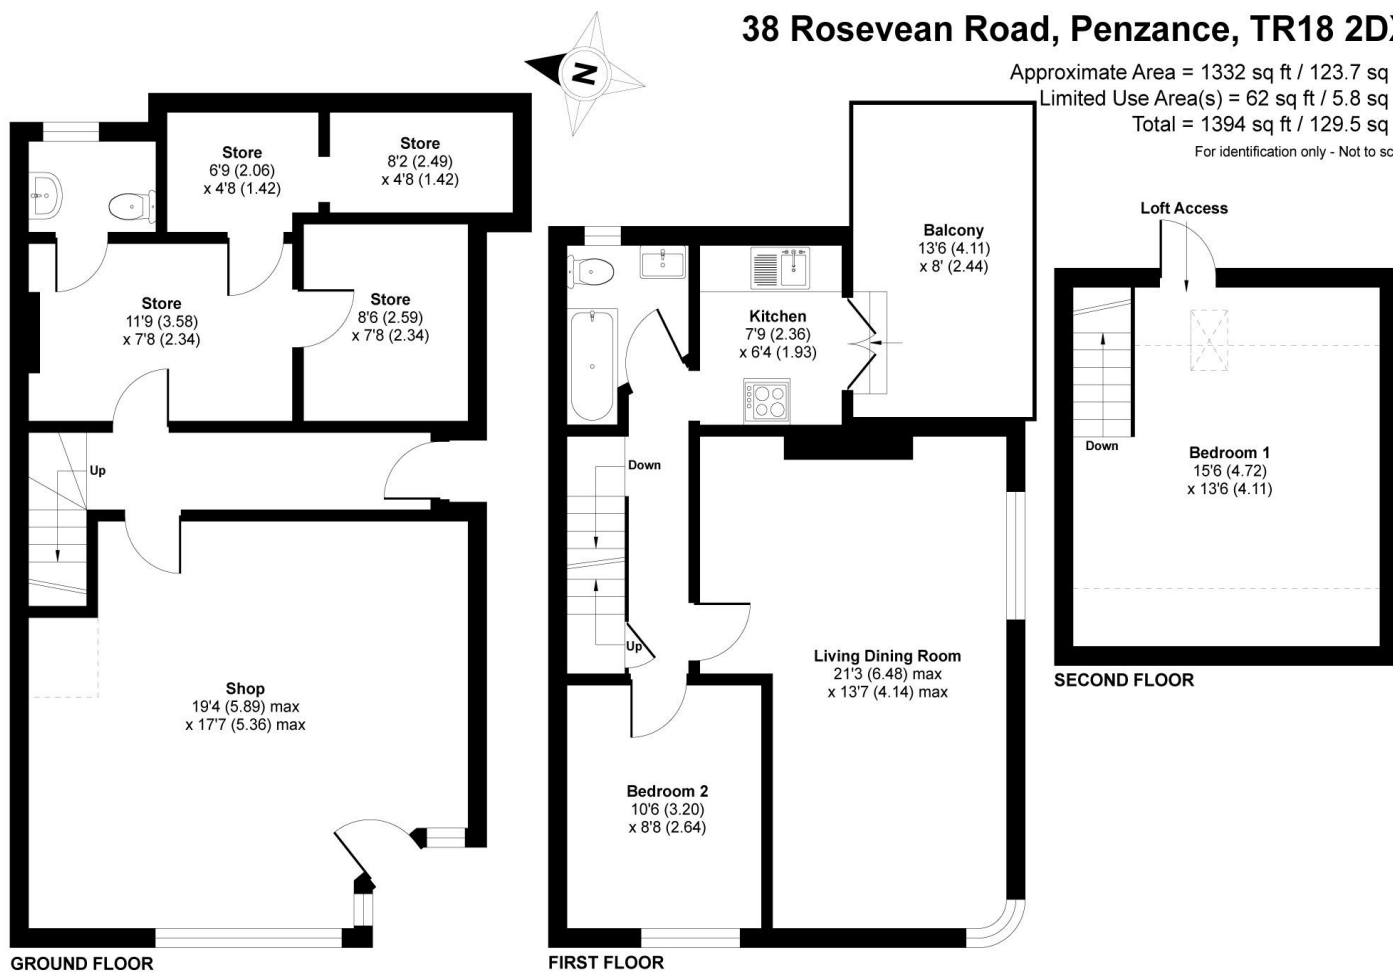 38 Rosevean Road, Penzance, TR18 2DX
Approximate Area = 1332 sq ft / 123.7 sq
Limited Use Area(s) = 62 sq ft / 5.8 sq
Total = 1394 sq ft / 129.5 sq
For identification only - Not to sc
N
Store
6'9 (2.06)
x 4'8 (1.42)
Store
8'2 (2.49)
x 4'8 (1.42)
Store
11'9 (3.58)
x 7'8 (2.34)
Store
8'6 (2.59)
x 7'8 (2.34)
Up
Shop
19'4 (5.89) max
x 17'7 (5.36) max
GROUND FLOOR
Balcony
13'6 (4.11)
x 8' (2.44)
Kitchen
7'9 (2.36)
x 6'4 (1.93)
Down
Up
Living Dining Room
21'3 (6.48) max
x 13'7 (4.14) max
Bedroom 2
10'6 (3.20)
x 8'8 (2.64)
FIRST FLOOR
Loft Access
Down
Bedroom 1
15'6 (4.72)
x 13'6 (4.11)
SECOND FLOOR